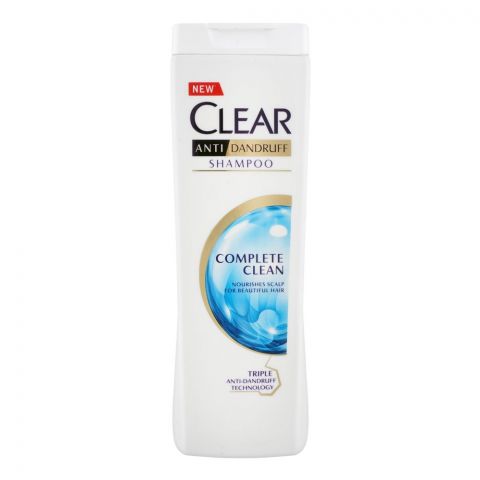 NEW
CLEAR
ANTI DANDRUFF
SHAMPOO
COMPLETE
CLEAN
NOURISHES SCALP
FOR BEAUTIFUL HAIR
TRIPLE
ANTI-DANDRUFF
TECHNOLOGY